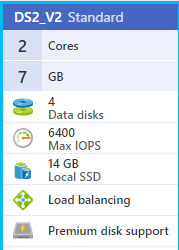 DS2_V2 Standard
2 Cores
7 GB
4
Data disks
6400
Max IOPS
14 GB
Local SSD
Load balancing
Premium disk support